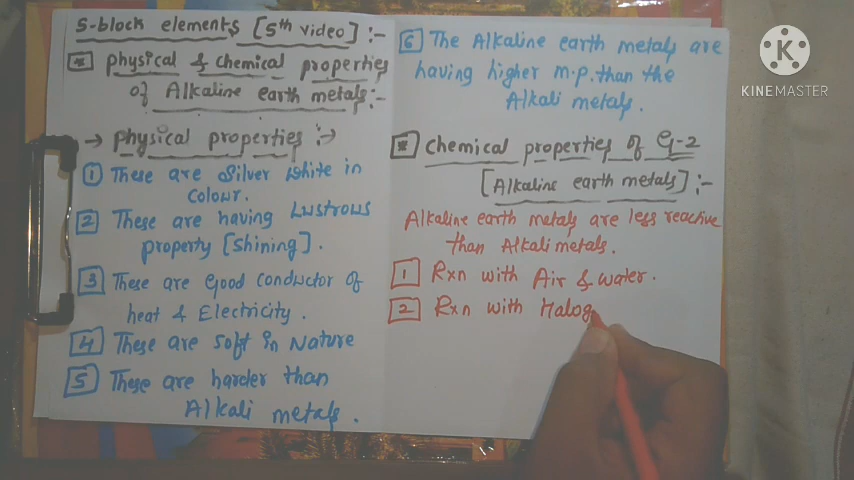 S-block elements [5th video] :-
* physical & chemical properties
of Alkaline earth metals:-
→ physical properties :→
1 These are Silver white in
colour.
2 These are having Lustrous
property [shining].
3 These are Good conductor of
heat & Electricity.
4 These are soft in Nature
5 These are harder than
Alkali metals.
6 The Alkaline earth metals are
having higher m.p. than the
Alkali metals.
* chemical properties of G-2
[Alkaline earth metals] :-
Alkaline earth metals are less reactive
than Alkali metals.
1 Rxn with Air & water.
2 Rxn with Halog
K
KINEMASTER